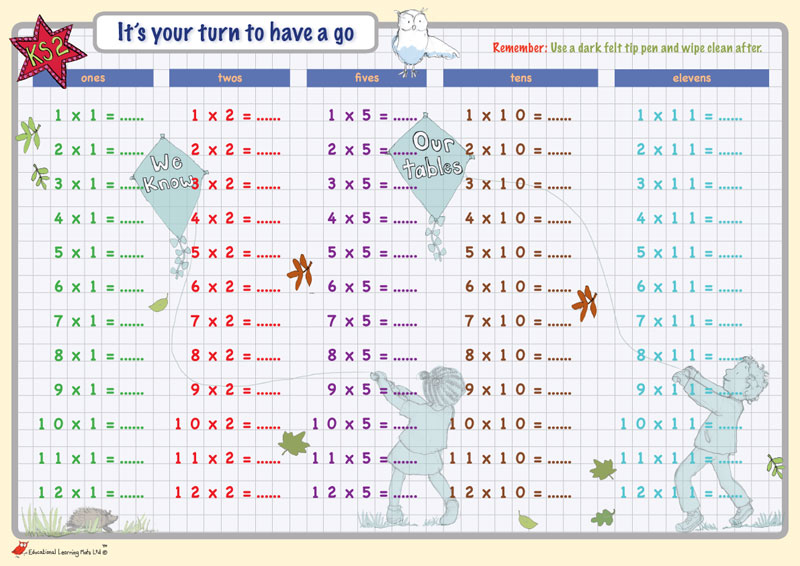 KS2
It's your turn to have a go
Remember: Use a dark felt tip pen and wipe clean after.
ones twos fives tens elevens
1 x 1 = ...... 1 x 2 = ...... 1 x 5 = ...... 1 x 10 = ...... 1 x 11 = ......
2 x 1 = ...... 2 x 2 = ...... 2 x 5 = ...... 2 x 10 = ...... 2 x 11 = ......
3 x 1 = ...... 3 x 2 = ...... 3 x 5 = ...... 3 x 10 = ...... 3 x 11 = ......
4 x 1 = ...... 4 x 2 = ...... 4 x 5 = ...... 4 x 10 = ...... 4 x 11 = ......
5 x 1 = ...... 5 x 2 = ...... 5 x 5 = ...... 5 x 10 = ...... 5 x 11 = ......
6 x 1 = ...... 6 x 2 = ...... 6 x 5 = ...... 6 x 10 = ...... 6 x 11 = ......
7 x 1 = ...... 7 x 2 = ...... 7 x 5 = ...... 7 x 10 = ...... 7 x 11 = ......
8 x 1 = ...... 8 x 2 = ...... 8 x 5 = ...... 8 x 10 = ...... 8 x 11 = ......
9 x 1 = ...... 9 x 2 = ...... 9 x 5 = ...... 9 x 10 = ...... 9 x 11 = ......
10 x 1 = ...... 10 x 2 = ...... 10 x 5 = ...... 10 x 10 = ...... 10 x 11 = ......
11 x 1 = ...... 11 x 2 = ...... 11 x 5 = ...... 11 x 10 = ...... 11 x 11 = ......
12 x 1 = ...... 12 x 2 = ...... 12 x 5 = ...... 12 x 10 = ...... 12 x 11 = ......
We
Know
Our
tables
Educational Learning Mats Ltd ©